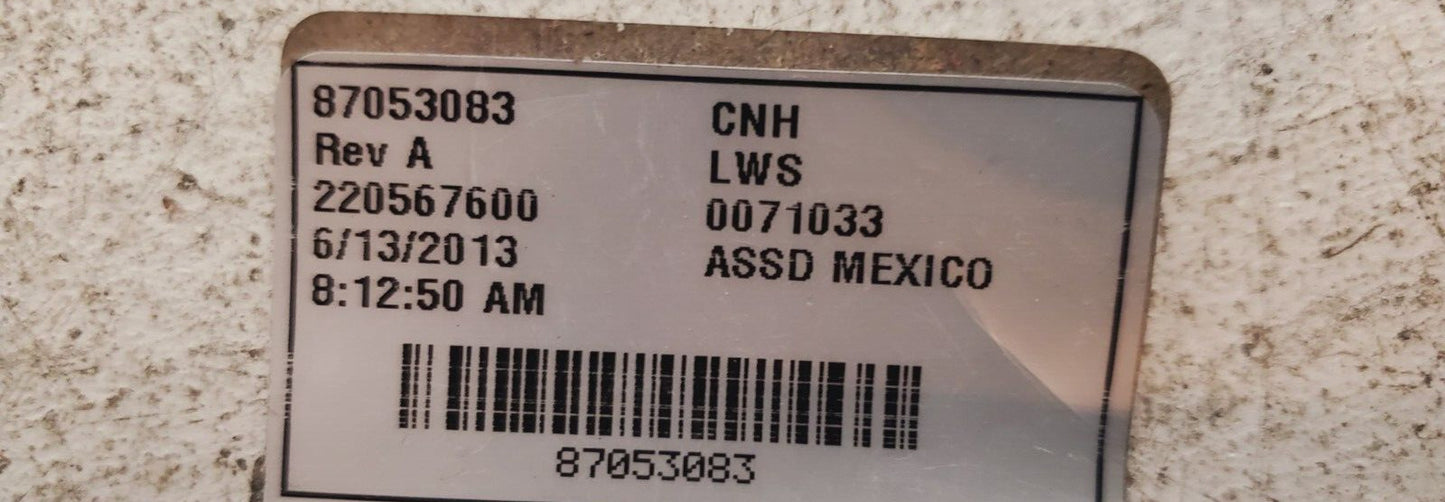 87053083
Rev A
220567600
6/13/2013
8:12:50 AM
CNH
LWS
0071033
ASSD MEXICO
87053083